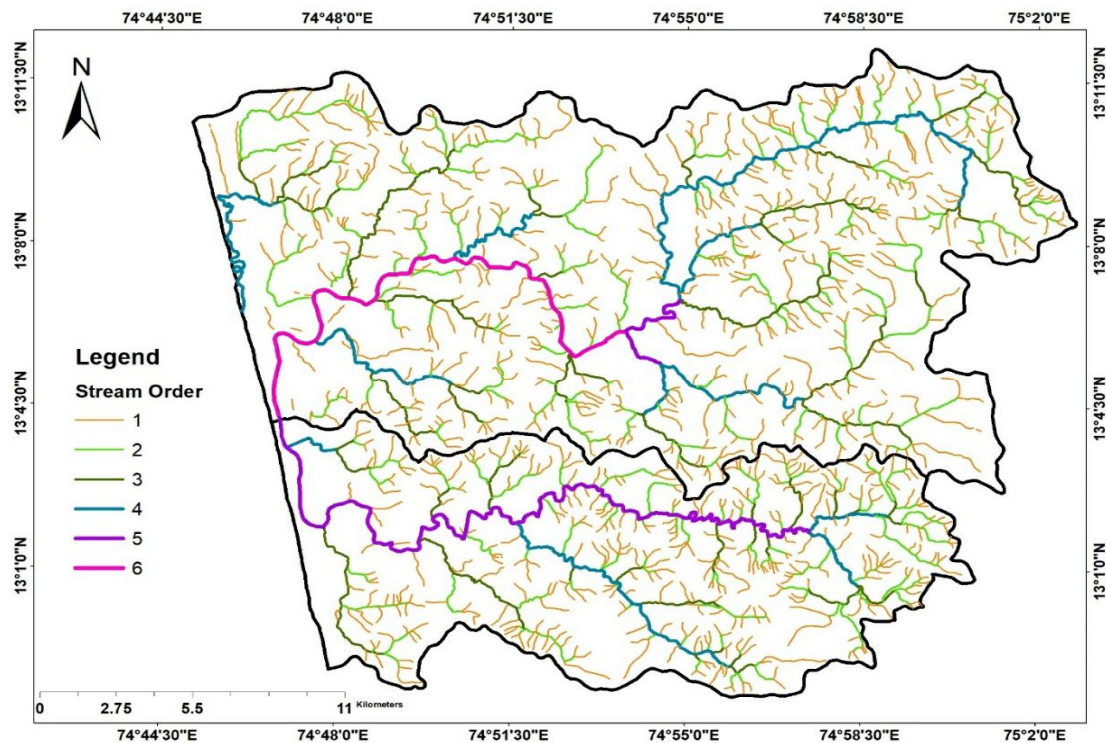 74°44'30"E 74°48'0"E 74°51'30"E 74°55'0"E 74°58'30"E 75°2'0"E
N
13°11'30"N 13°11'30"N
13°8'0"N 13°8'0"N
Legend
Stream Order
13°4'30"N 13°4'30"N
1
2
3
4
5
6
13°1'0"N 13°1'0"N
0 2.75 5.5 11 Kilometers
74°44'30"E 74°48'0"E 74°51'30"E 74°55'0"E 74°58'30"E 75°2'0"E